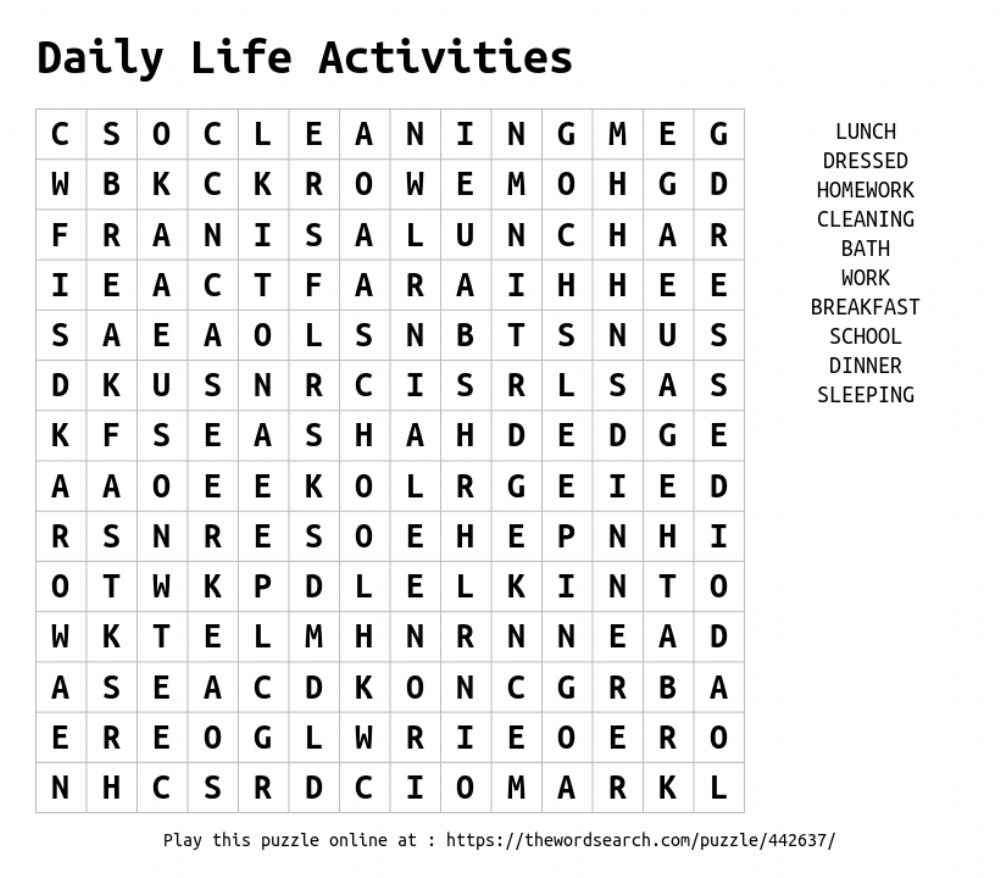 Daily Life Activities
C S O C L E A N I N G M E G
W B K C K R O W E M O H G D
F R A N I S A L U N C H A R
I E A C T F A R A I H H E E
S A E A O L S N B T S N U S
D K U S N R C I S R L S A S
K F S E A S H A H D E D G E
A A O E E K O L R G E I E D
R S N R E S O E H E P N H I
O T W K P D L E L K I N T O
W K T E L M H N R N N E A D
A S E A C D K O N C G R B A
E R E O G L W R I E O E R O
N H C S R D C I O M A R K L
LUNCH
DRESSED
HOMEWORK
CLEANING
BATH
WORK
BREAKFAST
SCHOOL
DINNER
SLEEPING
Play this puzzle online at : https://thewordsearch.com/puzzle/442637/